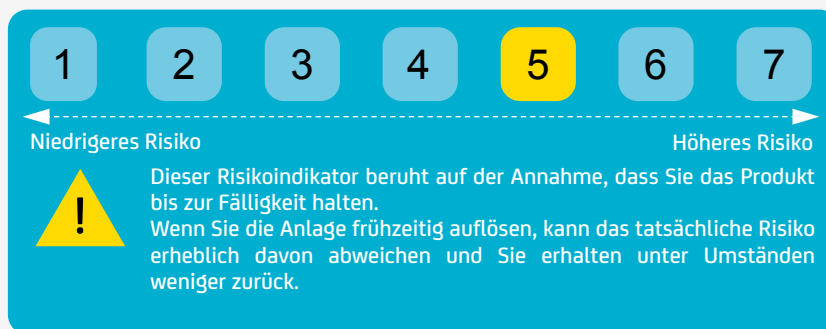 1 2 3 4 5 6 7
Niedrigeres Risiko Höheres Risiko
!
Dieser Risikoindikator beruht auf der Annahme, dass Sie das Produkt
bis zur Fälligkeit halten.
Wenn Sie die Anlage frühzeitig auflösen, kann das tatsächliche Risiko
erheblich davon abweichen und Sie erhalten unter Umständen
weniger zurück.